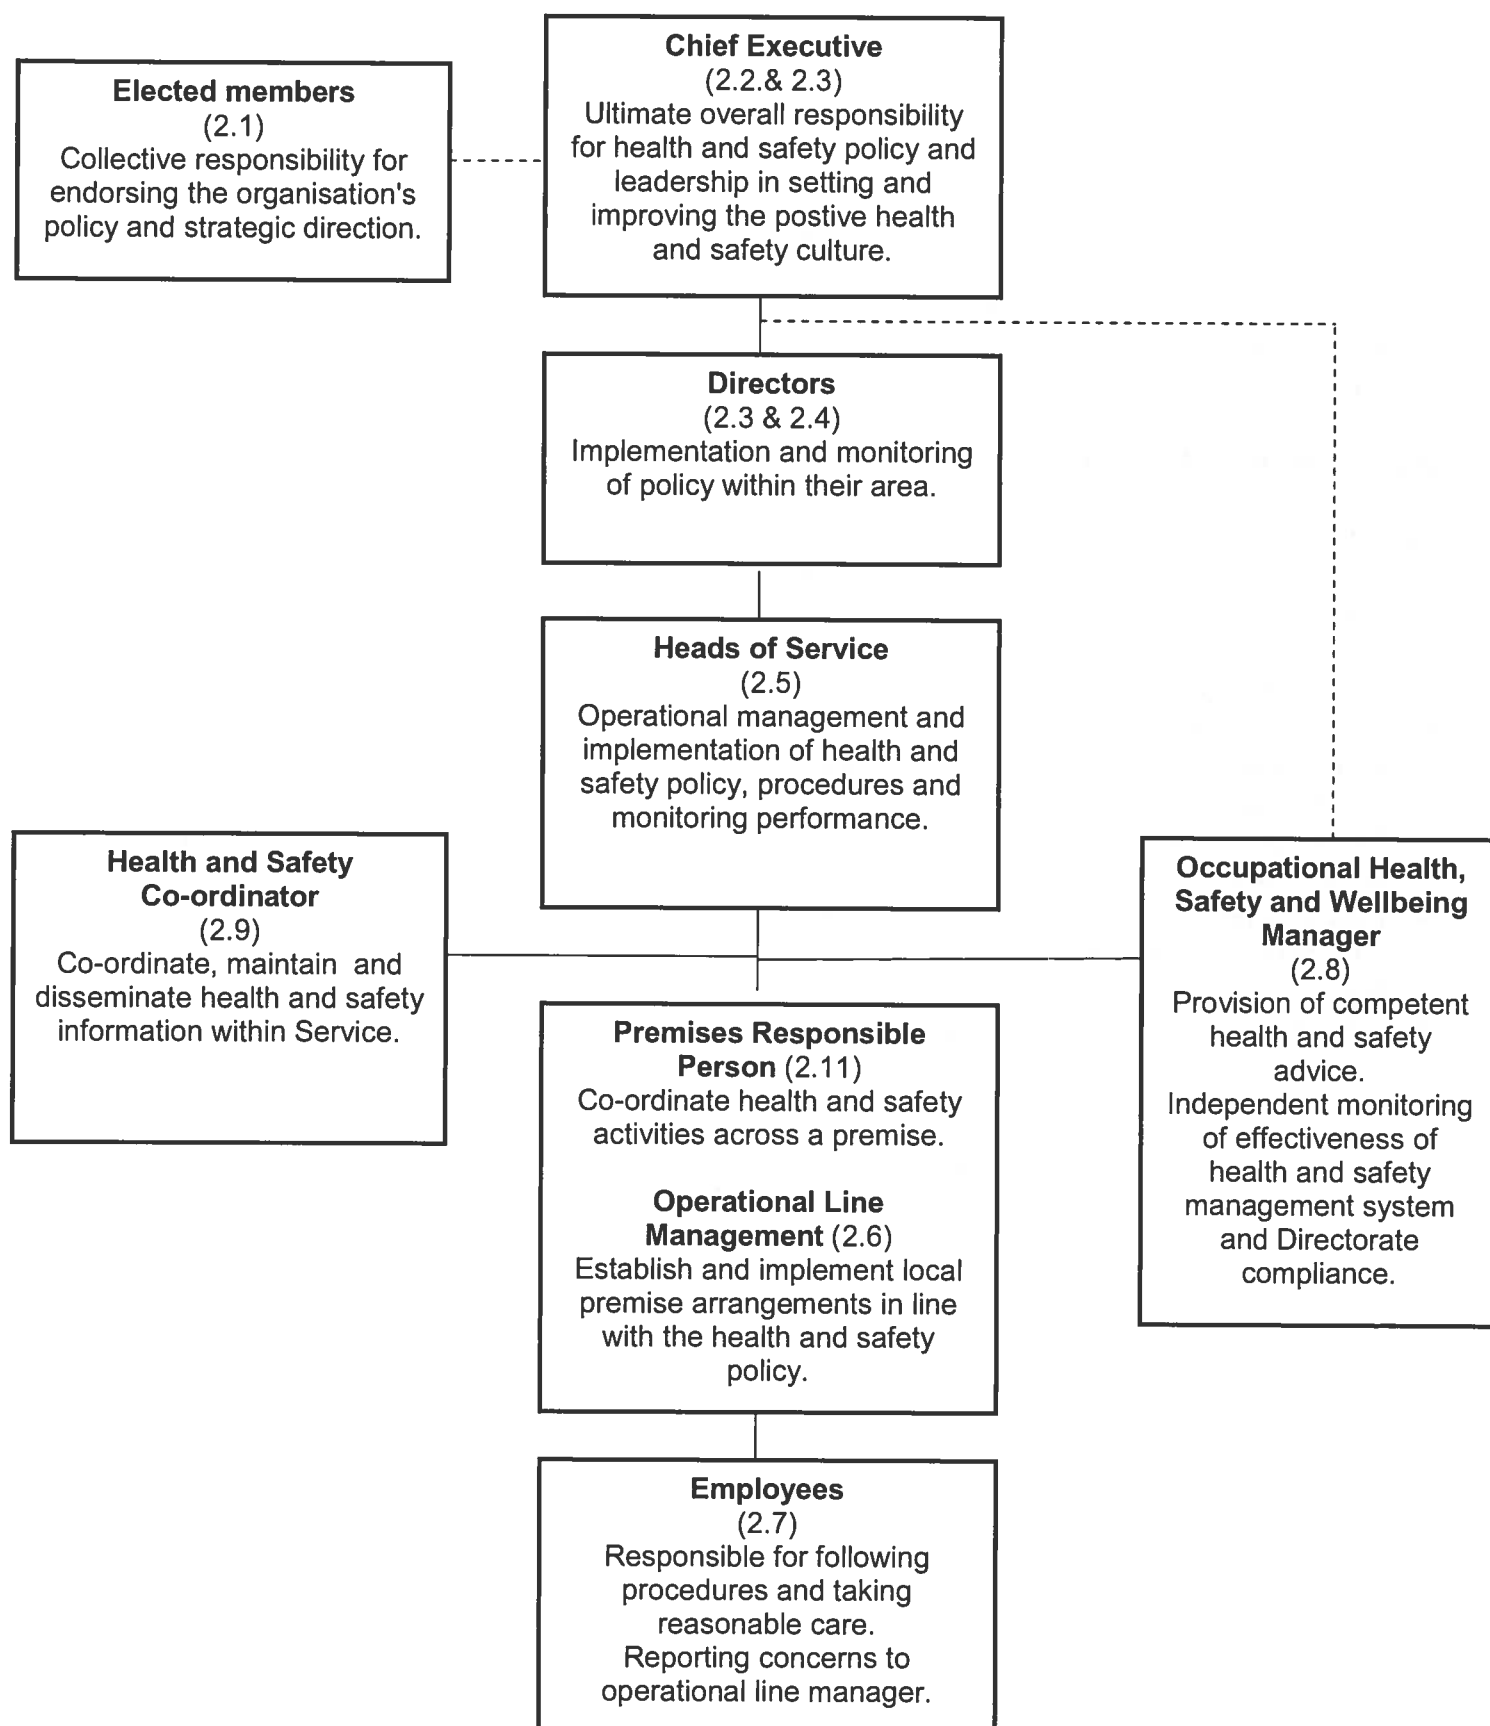 Elected members
(2.1)
Collective responsibility for
endorsing the organisation's
policy and strategic direction.
Chief Executive
(2.2.& 2.3)
Ultimate overall responsibility
for health and safety policy and
leadership in setting and
improving the postive health
and safety culture.
Directors
(2.3 & 2.4)
Implementation and monitoring
of policy within their area.
Heads of Service
(2.5)
Operational management and
implementation of health and
safety policy, procedures and
monitoring performance.
Health and Safety
Co-ordinator
(2.9)
Co-ordinate, maintain and
disseminate health and safety
information within Service.
Occupational Health,
Safety and Wellbeing
Manager
(2.8)
Provision of competent
health and safety
advice.
Independent monitoring
of effectiveness of
health and safety
management system
and Directorate
compliance.
Premises Responsible
Person (2.11)
Co-ordinate health and safety
activities across a premise.
Operational Line
Management (2.6)
Establish and implement local
premise arrangements in line
with the health and safety
policy.
Employees
(2.7)
Responsible for following
procedures and taking
reasonable care.
Reporting concerns to
operational line manager.